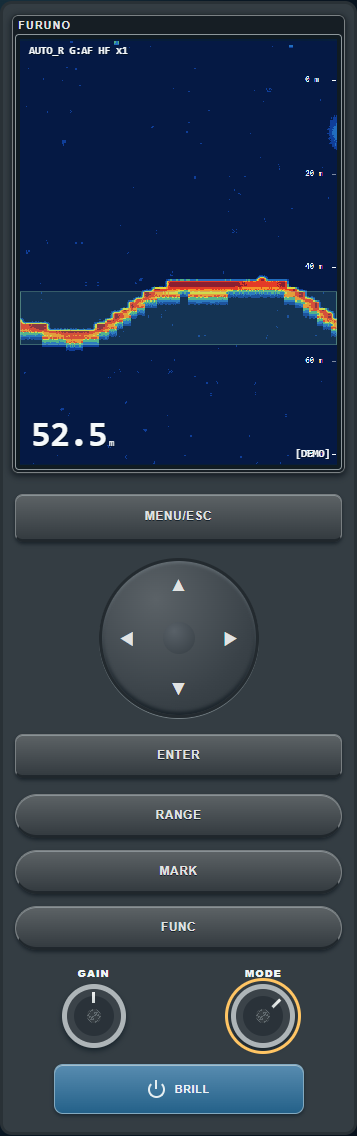 FURUNO
AUTO_R G:AF HF x1
0 m
20 m
40 m
60 m
52.5m
[DEMO]
MENU/ESC
ENTER
RANGE
MARK
FUNC
GAIN MODE
BRILL